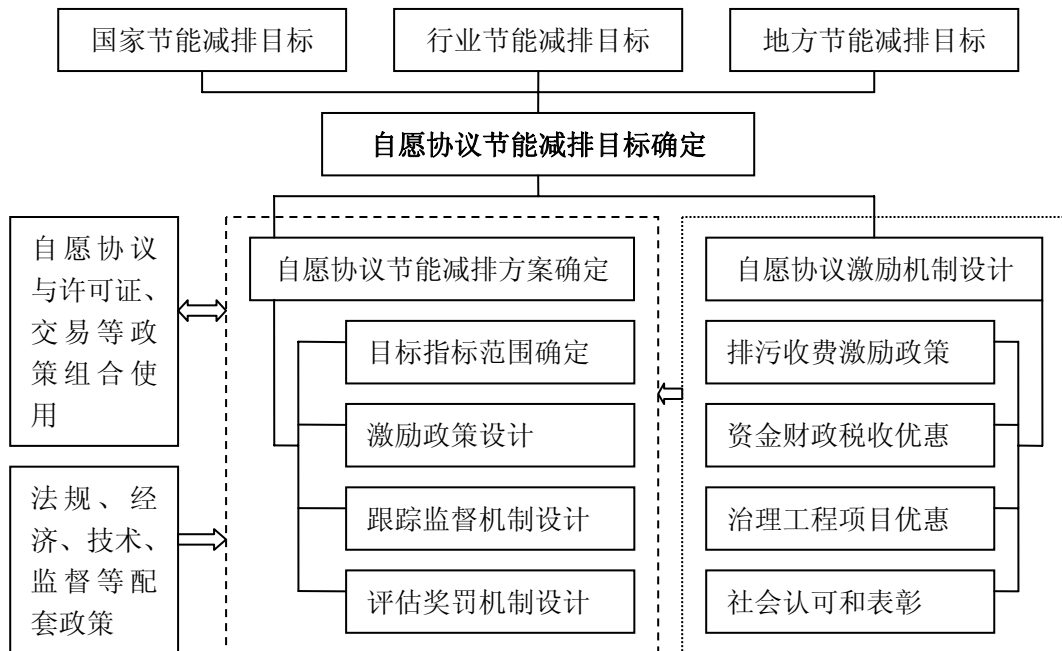 国家节能减排目标
行业节能减排目标
地方节能减排目标
自愿协议节能减排目标确定
自愿协议
与许可证、
交易等政
策组合使
用
法规、经
济、技术、
监督等配
套政策
自愿协议节能减排方案确定
目标指标范围确定
激励政策设计
跟踪监督机制设计
评估奖罚机制设计
自愿协议激励机制设计
排污收费激励政策
资金财政税收优惠
治理工程项目优惠
社会认可和表彰